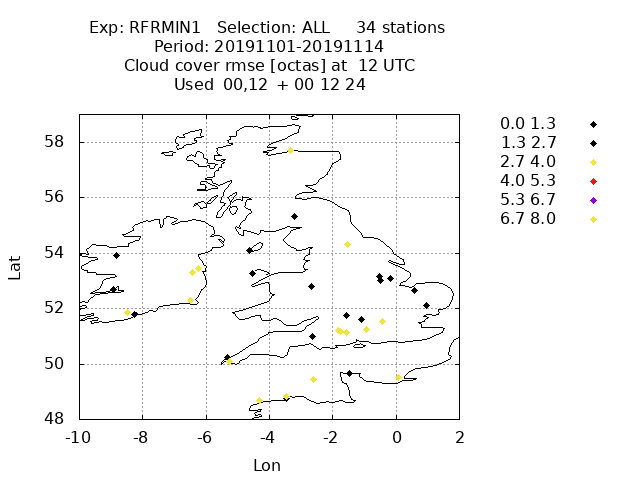 Exp: RFRMIN1 Selection: ALL 34 stations
Period: 20191101-20191114
Cloud cover rmse [octas] at 12 UTC
Used 00,12 + 00 12 24
0.0 1.3
1.3 2.7
2.7 4.0
4.0 5.3
5.3 6.7
6.7 8.0
58
56
54
52
50
48
Lat
-10 -8 -6 -4 -2 0 2
Lon